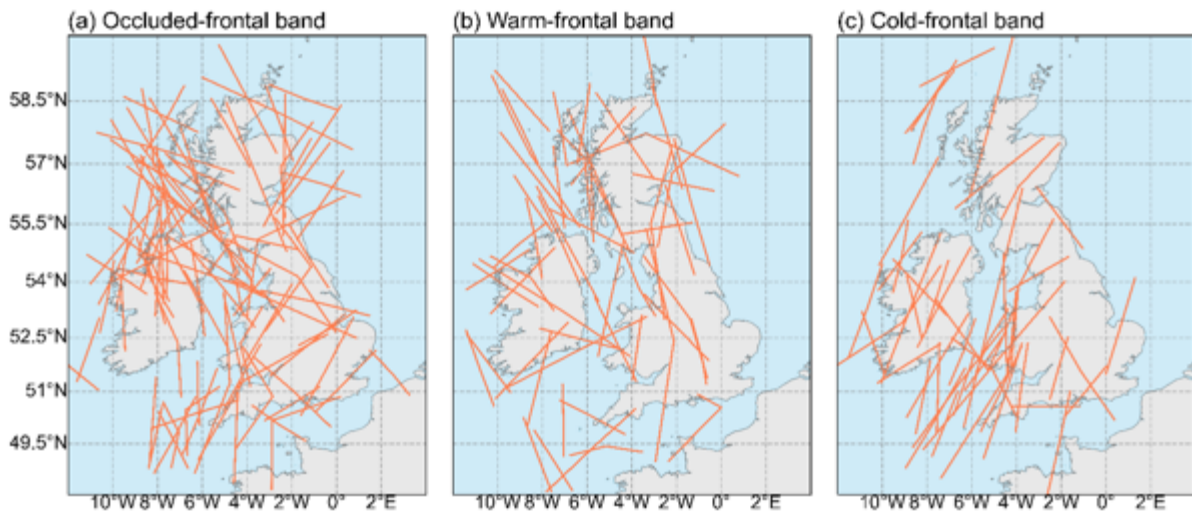 (a) Occluded-frontal band (b) Warm-frontal band (c) Cold-frontal band
58.5°N
57°N
55.5°N
54°N
52.5°N
51°N
49.5°N
10°W 8°W 6°W 4°W 2°W 0° 2°E 10°W 8°W 6°W 4°W 2°W 0° 2°E 10°W 8°W 6°W 4°W 2°W 0° 2°E